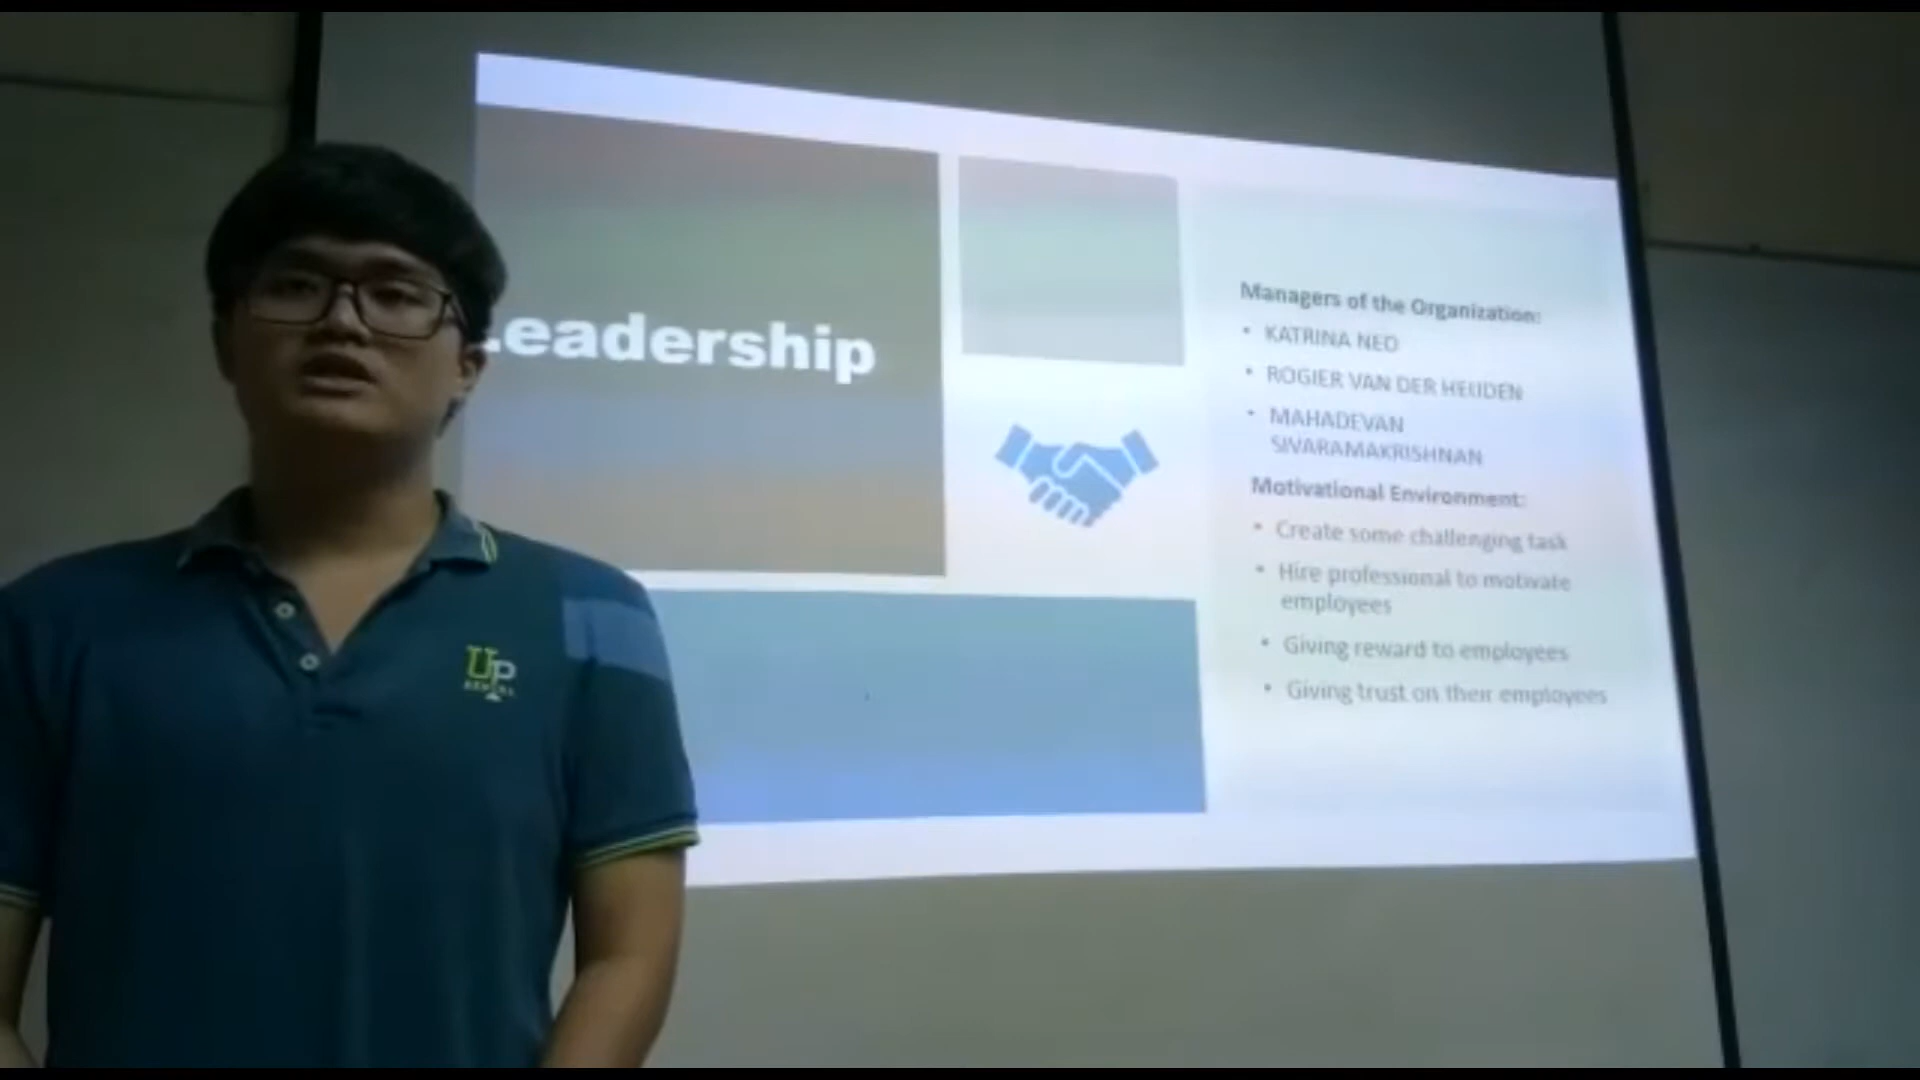 Leadership
Managers of the Organization:
• KATRINA NEO
• ROGIER VAN DER HEIJDEN
• MAHADEVAN
SIVARAMAKRISHNAN
Motivational Environment:
• Create some challenging task
• Hire professional to motivate
employees
• Giving reward to employees
• Giving trust on their employees
UP